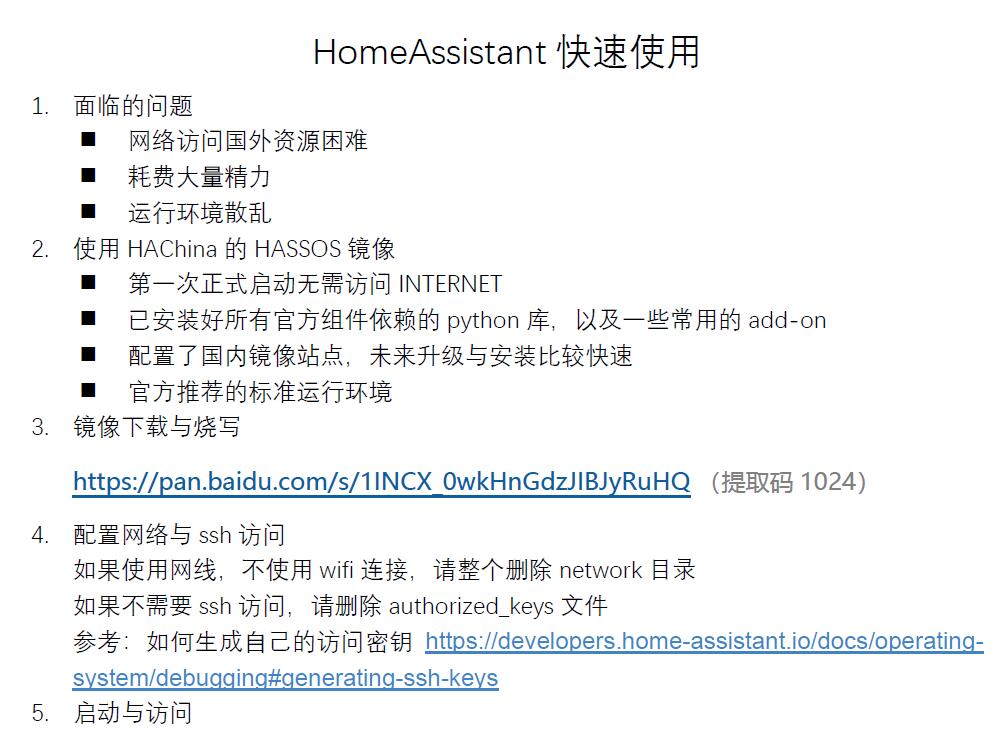 HomeAssistant 快速使用
1. 面临的问题
■ 网络访问国外资源困难
■ 耗费大量精力
■ 运行环境散乱
2. 使用 HAChina 的 HASSOS 镜像
■ 第一次正式启动无需访问 INTERNET
■ 已安装好所有官方组件依赖的 python 库，以及一些常用的 add-on
■ 配置了国内镜像站点，未来升级与安装比较快速
■ 官方推荐的标准运行环境
3. 镜像下载与烧写
https://pan.baidu.com/s/1INCX_0wkHnGdzJIBJyRuHQ （提取码 1024）
4. 配置网络与 ssh 访问
如果使用网线，不使用 wifi 连接，请整个删除 network 目录
如果不需要 ssh 访问，请删除 authorized_keys 文件
参考：如何生成自己的访问密钥 https://developers.home-assistant.io/docs/operating-
system/debugging#generating-ssh-keys
5. 启动与访问